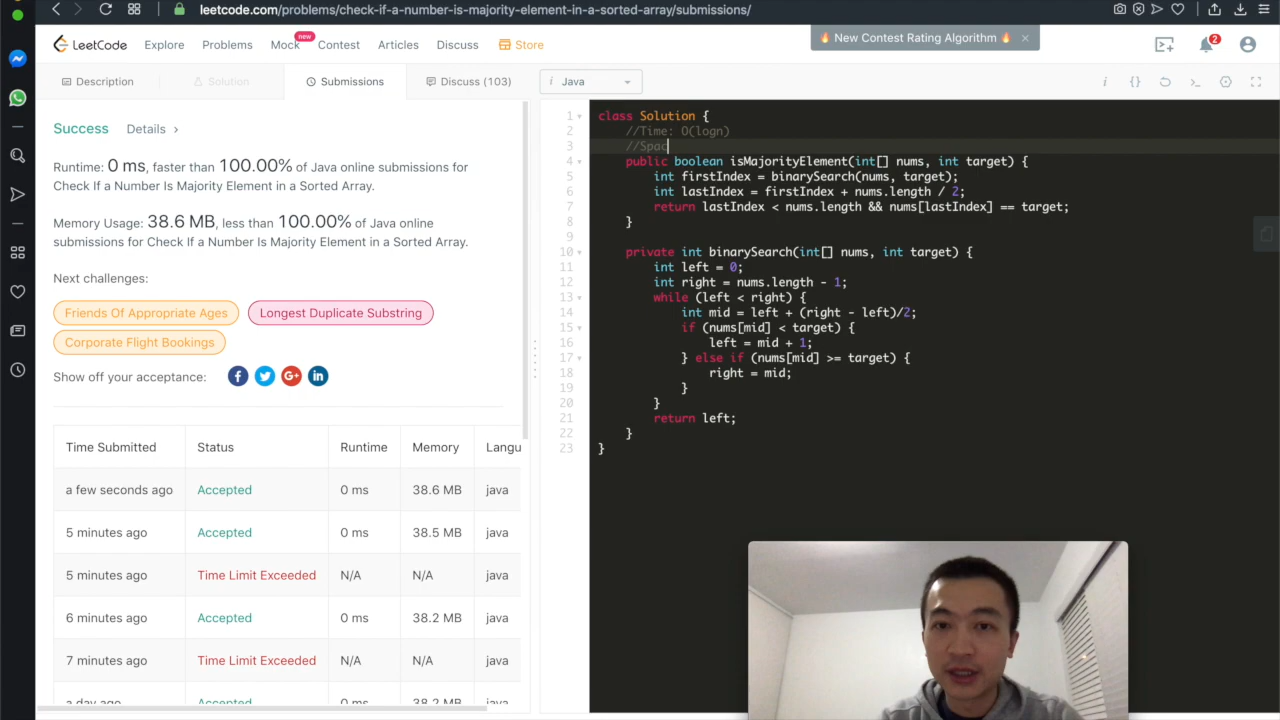 leetcode.com/problems/check-if-a-number-is-majority-element-in-a-sorted-array/submissions/
LeetCode
Explore
Problems
Mock
new
Contest
Articles
Discuss
Store
🔥 New Contest Rating Algorithm 🔥 ×
2
Description
Solution
Submissions
Discuss (103)
i Java
i
{}
Success
Details >
Runtime: 0 ms, faster than 100.00% of Java online submissions for
Check If a Number Is Majority Element in a Sorted Array.
Memory Usage: 38.6 MB, less than 100.00% of Java online
submissions for Check If a Number Is Majority Element in a Sorted Array.
Next challenges:
Friends Of Appropriate Ages
Longest Duplicate Substring
Corporate Flight Bookings
Show off your acceptance:
Time Submitted Status Runtime Memory Langu
a few seconds ago Accepted 0 ms 38.6 MB java
5 minutes ago Accepted 0 ms 38.5 MB java
5 minutes ago Time Limit Exceeded N/A N/A java
6 minutes ago Accepted 0 ms 38.2 MB java
7 minutes ago Time Limit Exceeded N/A N/A java
a day ago Accepted 0 ms 38.2 MB java
1 class Solution {
2 //Time: O(logn)
3 //Spac
4 public boolean isMajorityElement(int[] nums, int target) {
5 int firstIndex = binarySearch(nums, target);
6 int lastIndex = firstIndex + nums.length / 2;
7 return lastIndex < nums.length && nums[lastIndex] == target;
8 }
9
10 private int binarySearch(int[] nums, int target) {
11 int left = 0;
12 int right = nums.length - 1;
13 while (left < right) {
14 int mid = left + (right - left)/2;
15 if (nums[mid] < target) {
16 left = mid + 1;
17 } else if (nums[mid] >= target) {
18 right = mid;
19 }
20 }
21 return left;
22 }
23 }